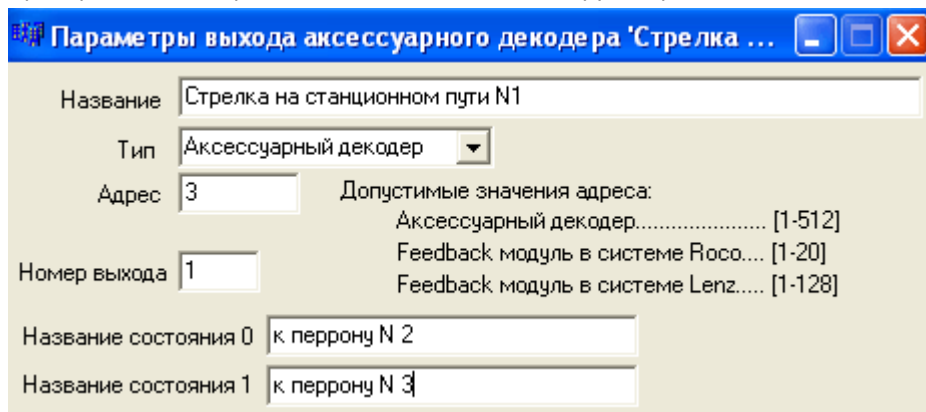 Параметры выхода аксессуарного декодера 'Стрелка ...
Название Стрелка на станционном пути N1
Тип Аксессуарный декодер
Адрес 3 Допустимые значения адреса:
Аксессуарный декодер...................... [1-512]
Feedback модуль в системе Roco.... [1-20]
Номер выхода 1
Feedback модуль в системе Lenz..... [1-128]
Название состояния 0 к перрону N 2
Название состояния 1 к перрону N 3